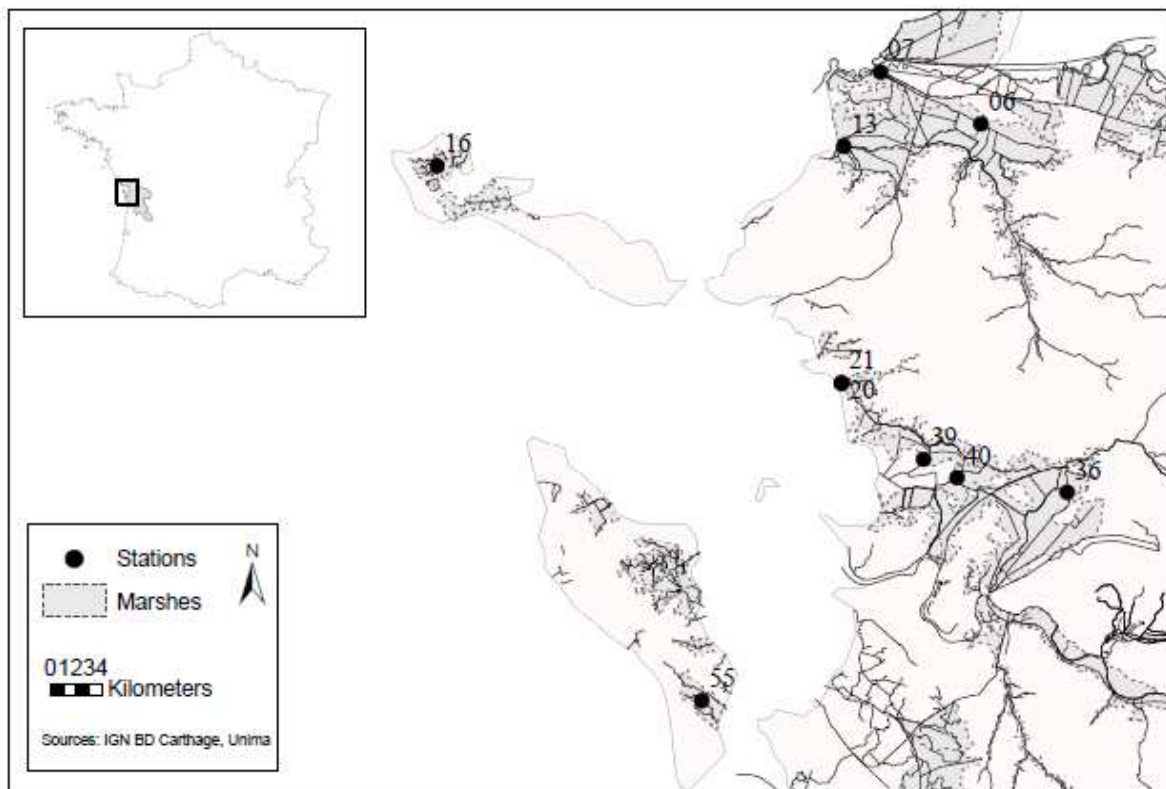 07
06
13
16
21
20
39
40
36
55
Stations
N
Marshes
01234
Kilometers
Sources: IGN BD Carthage, Unima